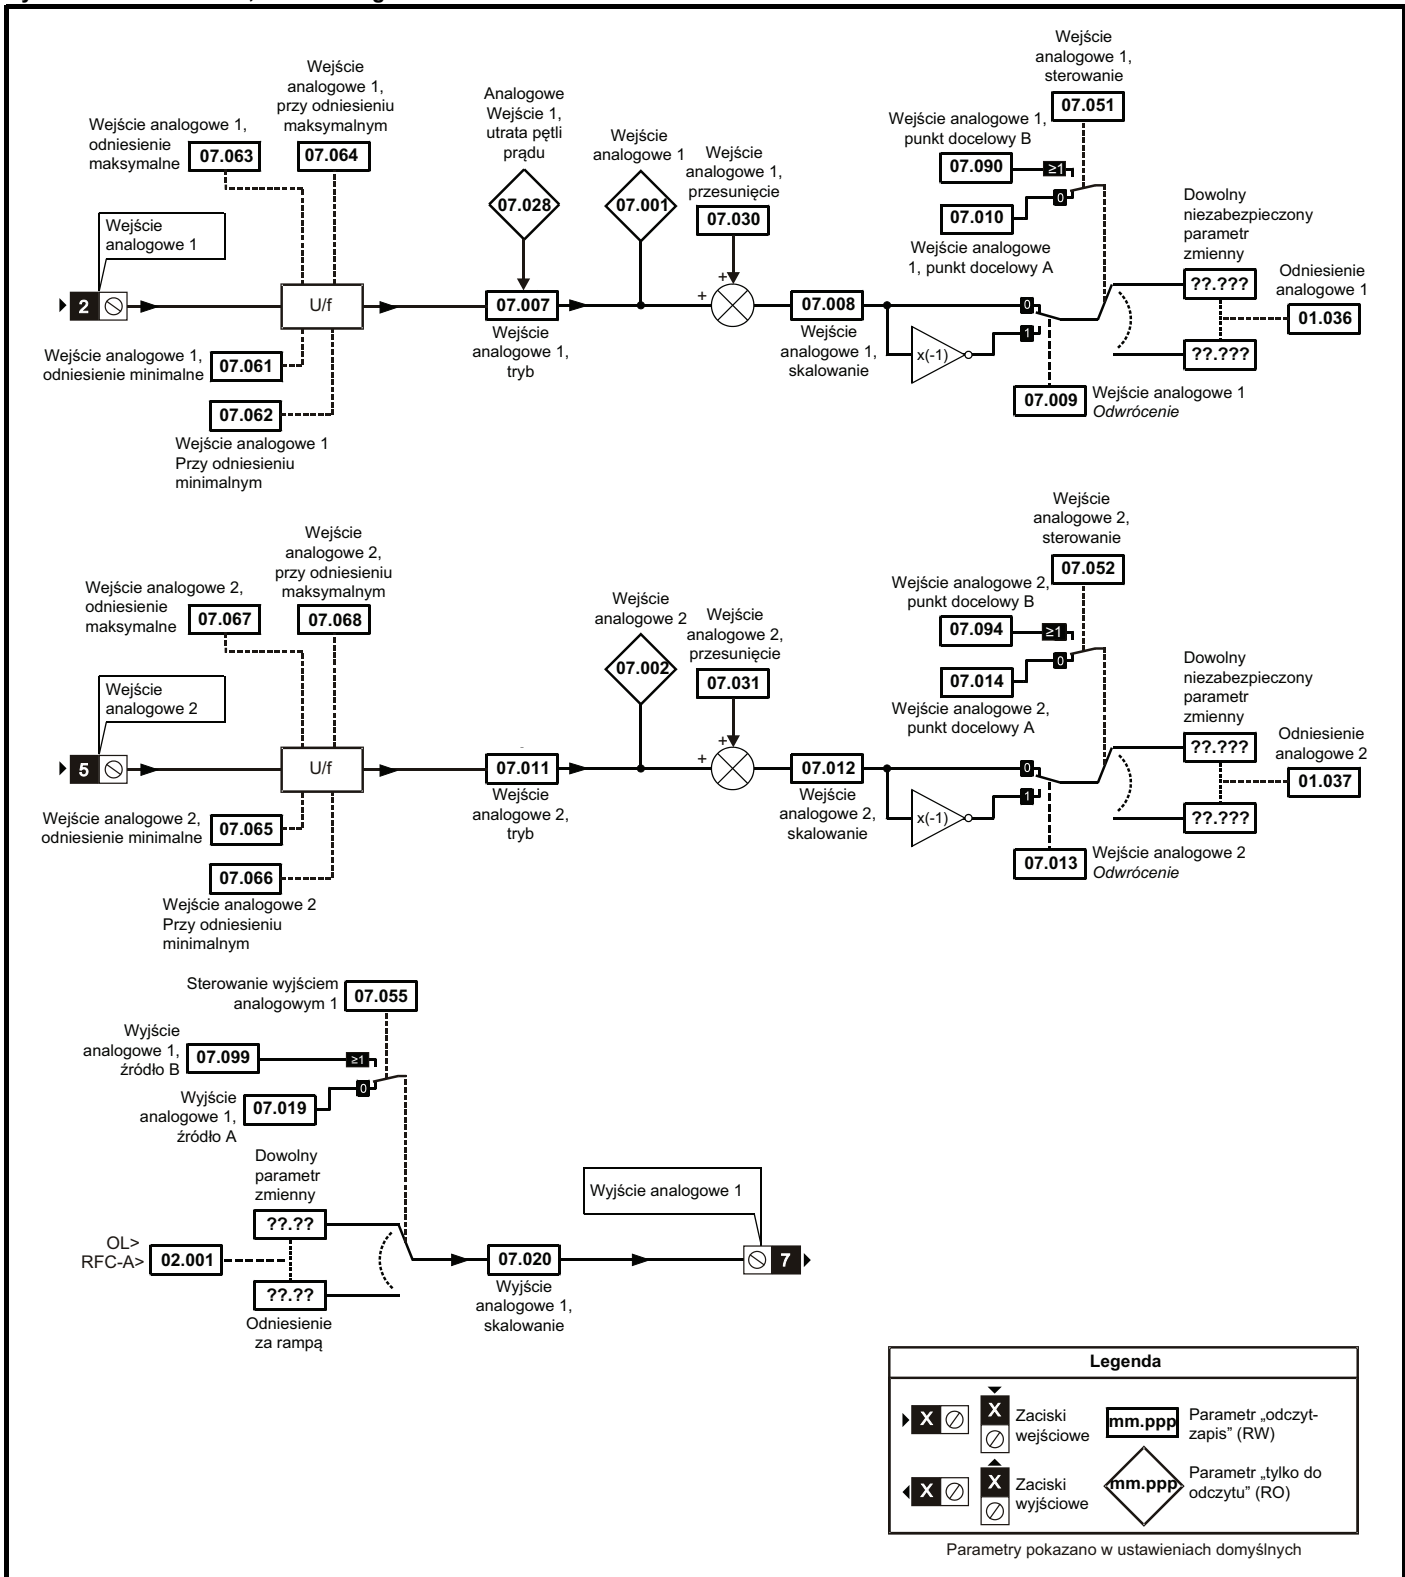 Wejście
analogowe 1,
sterowanie
07.051
Wejście
analogowe 1,
przy odniesieniu
maksymalnym
07.064
Wejście analogowe 1,
odniesienie
maksymalne
07.063
Analogowe
Wejście 1,
utrata pętli
prądu
07.028
Wejście
analogowe 1
07.001
Wejście
analogowe 1,
przesunięcie
07.030
Wejście analogowe 1,
punkt docelowy B
07.090
≥1
0
07.010
Wejście analogowe
1, punkt docelowy A
Dowolny
niezabezpieczony
parametr
zmienny
??.???
??.???
Odniesienie
analogowe 1
01.036
Wejście
analogowe 1
2
U/f
07.007
Wejście
analogowe 1,
tryb
+
+
07.008
Wejście
analogowe 1,
skalowanie
x(-1)
0
1
07.009
Wejście analogowe 1
Odwrócenie
Wejście analogowe 1,
odniesienie minimalne
07.061
07.062
Wejście analogowe 1
Przy odniesieniu
minimalnym
Wejście
analogowe 2,
sterowanie
07.052
Wejście
analogowe 2,
przy odniesieniu
maksymalnym
07.068
Wejście analogowe 2,
odniesienie
maksymalne
07.067
Wejście
analogowe 2
07.002
Wejście
analogowe 2,
przesunięcie
07.031
Wejście analogowe 2,
punkt docelowy B
07.094
≥1
0
07.014
Wejście analogowe 2,
punkt docelowy A
Dowolny
niezabezpieczony
parametr
zmienny
??.???
??.???
Odniesienie
analogowe 2
01.037
Wejście
analogowe 2
5
U/f
07.011
Wejście
analogowe 2,
tryb
+
+
07.012
Wejście
analogowe 2,
skalowanie
x(-1)
0
1
07.013
Wejście analogowe 2
Odwrócenie
Wejście analogowe 2,
odniesienie minimalne
07.065
07.066
Wejście analogowe 2
Przy odniesieniu
minimalnym
Sterowanie wyjściem
analogowym 1
07.055
Wyjście
analogowe 1,
źródło B
07.099
≥1
0
Wyjście
analogowe 1,
źródło A
07.019
Dowolny
parametr
zmienny
??.??
OL>
RFC-A>
02.001
??.??
Odniesienie
za rampą
07.020
Wyjście
analogowe 1,
skalowanie
Wyjście analogowe 1
7
Legenda
X
X
Zaciski
wejściowe
mm.ppp
Parametr „odczyt-
zapis” (RW)
X
X
Zaciski
wyjściowe
mm.ppp
Parametr „tylko do
odczytu” (RO)
Parametry pokazano w ustawieniach domyślnych